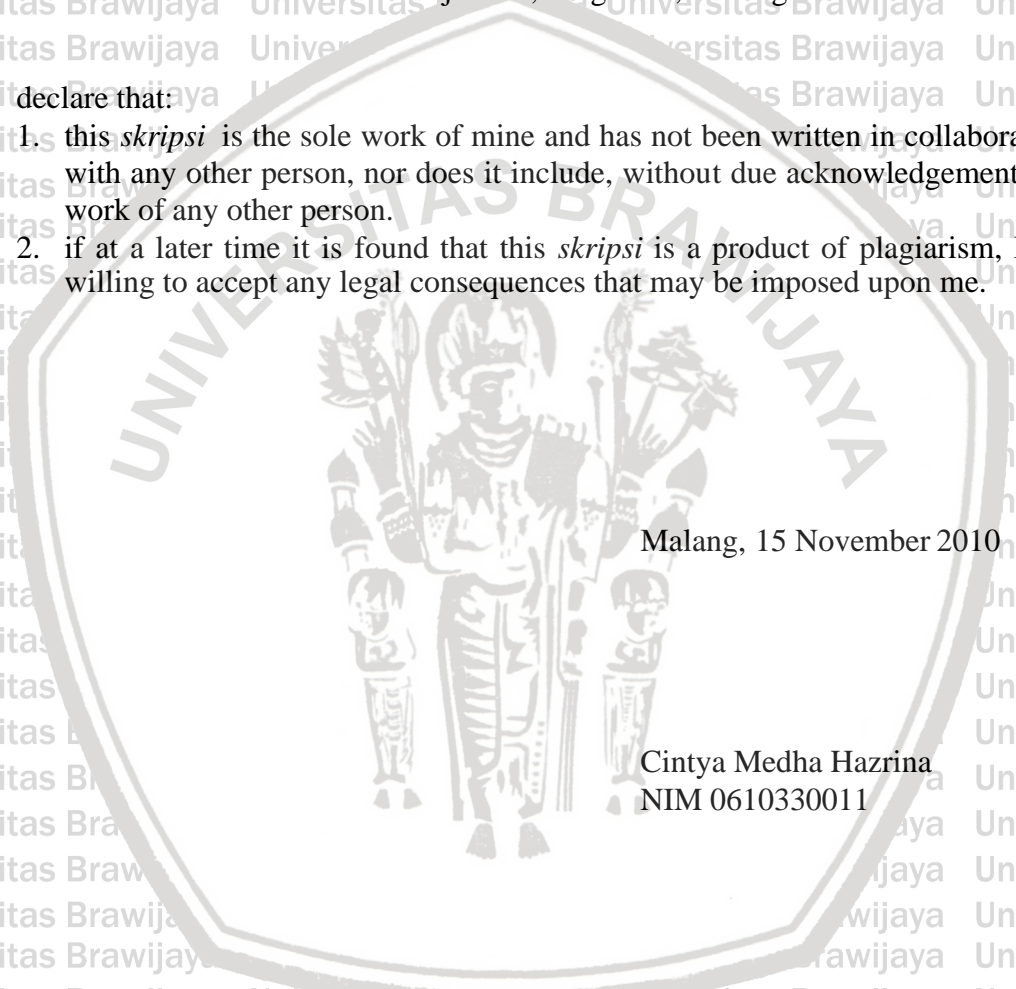 declare that:
1. this skripsi is the sole work of mine and has not been written in
with any other person, nor does it include, without due acknowledgement
work of any other person.
2. if at a later time it is found that this skripsi is a product of plagiarism,
willing to accept any legal consequences that may be imposed upon me.
UNIVERSITAS BRAWIJAYA
Malang, 15 November 2010
Cintya Medha Hazrina
NIM 0610330011